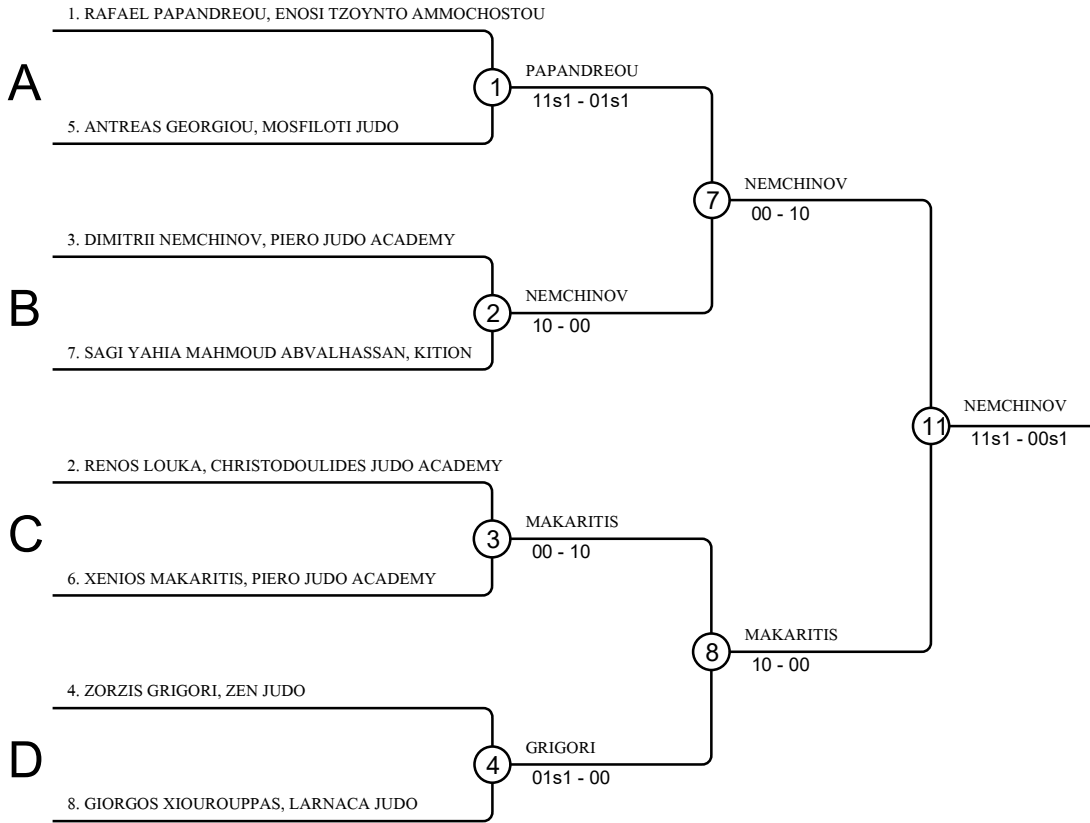 1. RAFAEL PAPANDREOU, ENOSI TZOYNTO AMMOCHOSTOU
A
1
PAPANDREOU
11s1 - 01s1
5. ANTREAS GEORGIOU, MOSFILOTI JUDO
7
NEMCHINOV
00 - 10
3. DIMITRII NEMCHINOV, PIERO JUDO ACADEMY
B
2
NEMCHINOV
10 - 00
7. SAGI YAHIA MAHMOUD ABVALHASSAN, KITION
11
NEMCHINOV
11s1 - 00s1
2. RENOS LOUKA, CHRISTODOULIDES JUDO ACADEMY
C
3
MAKARITIS
00 - 10
6. XENIOS MAKARITIS, PIERO JUDO ACADEMY
8
MAKARITIS
10 - 00
4. ZORZIS GRIGORI, ZEN JUDO
D
4
GRIGORI
01s1 - 00
8. GIORGOS XIOUROUPPAS, LARNACA JUDO